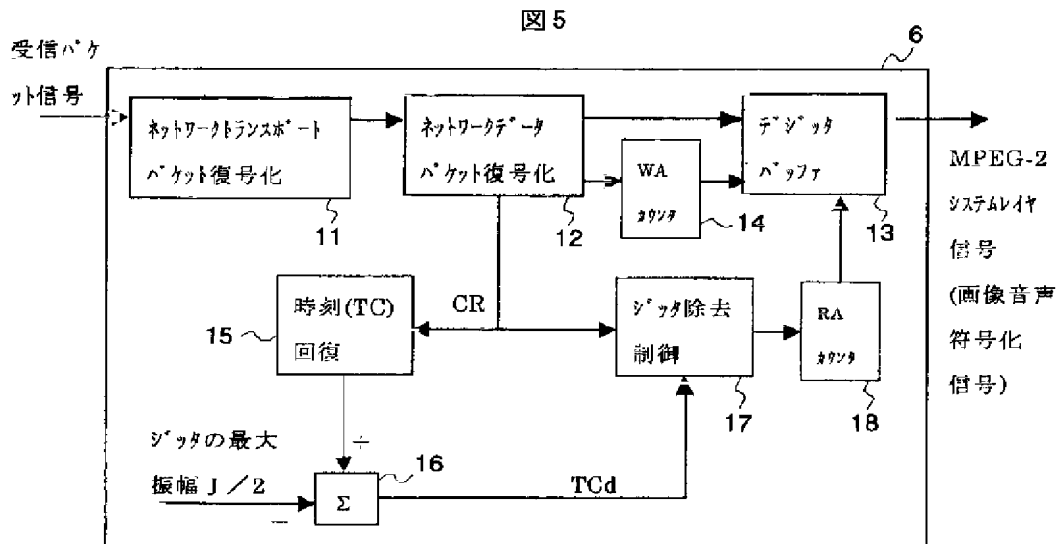 図5
受信パケ
ット信号
6
ネットワークトランスポート
パケット復号化
11
ネットワークデータ
パケット復号化
12
WA
カウンタ
14
デジッタ
バッファ
13
MPEG-2
システムレイヤ
信号
(画像音声
符号化
信号)
時刻(TC)
回復
15
CR
ジッタ除去
制御
17
RA
カウンタ
18
ジッタの最大
振幅J/2
÷
−
Σ
16
TCd